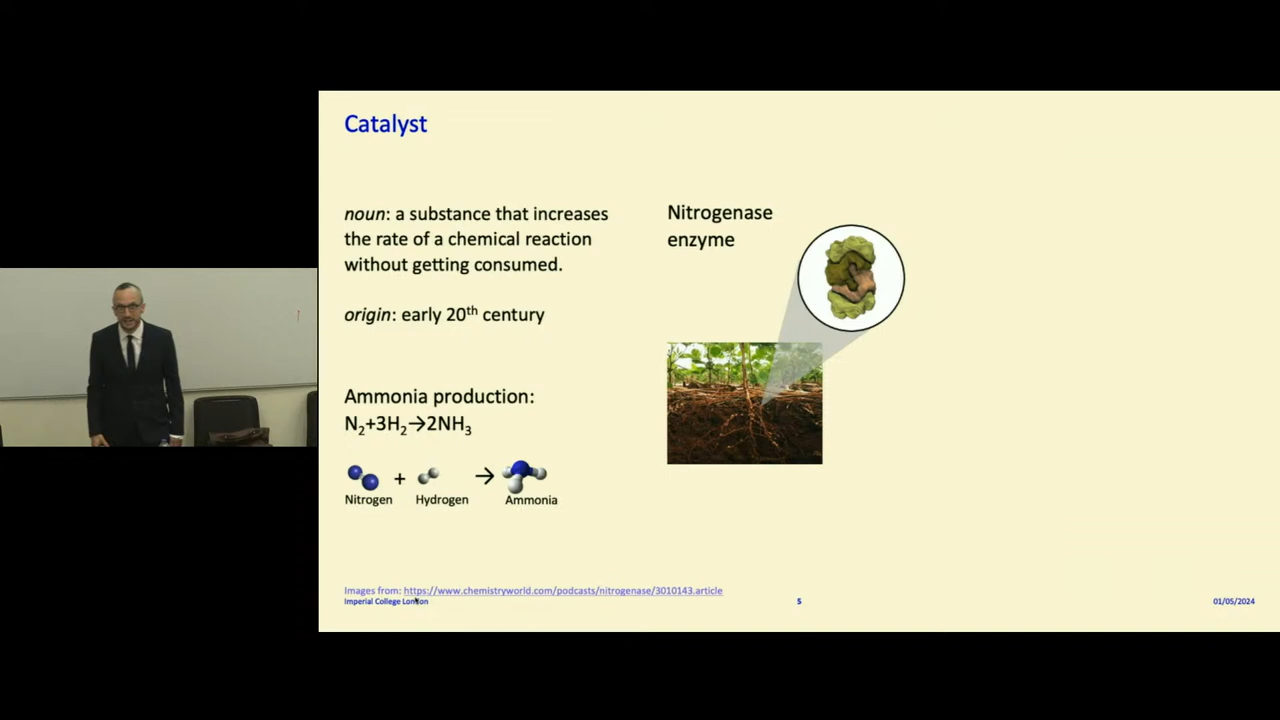 Catalyst
noun: a substance that increases
the rate of a chemical reaction
without getting consumed.
origin: early 20th century
Ammonia production:
N₂+3H₂→2NH₃
+ →
Nitrogen Hydrogen Ammonia
Nitrogenase
enzyme
Images from: https://www.chemistryworld.com/podcasts/nitrogenase/3010143.article
Imperial College London
5
01/05/2024